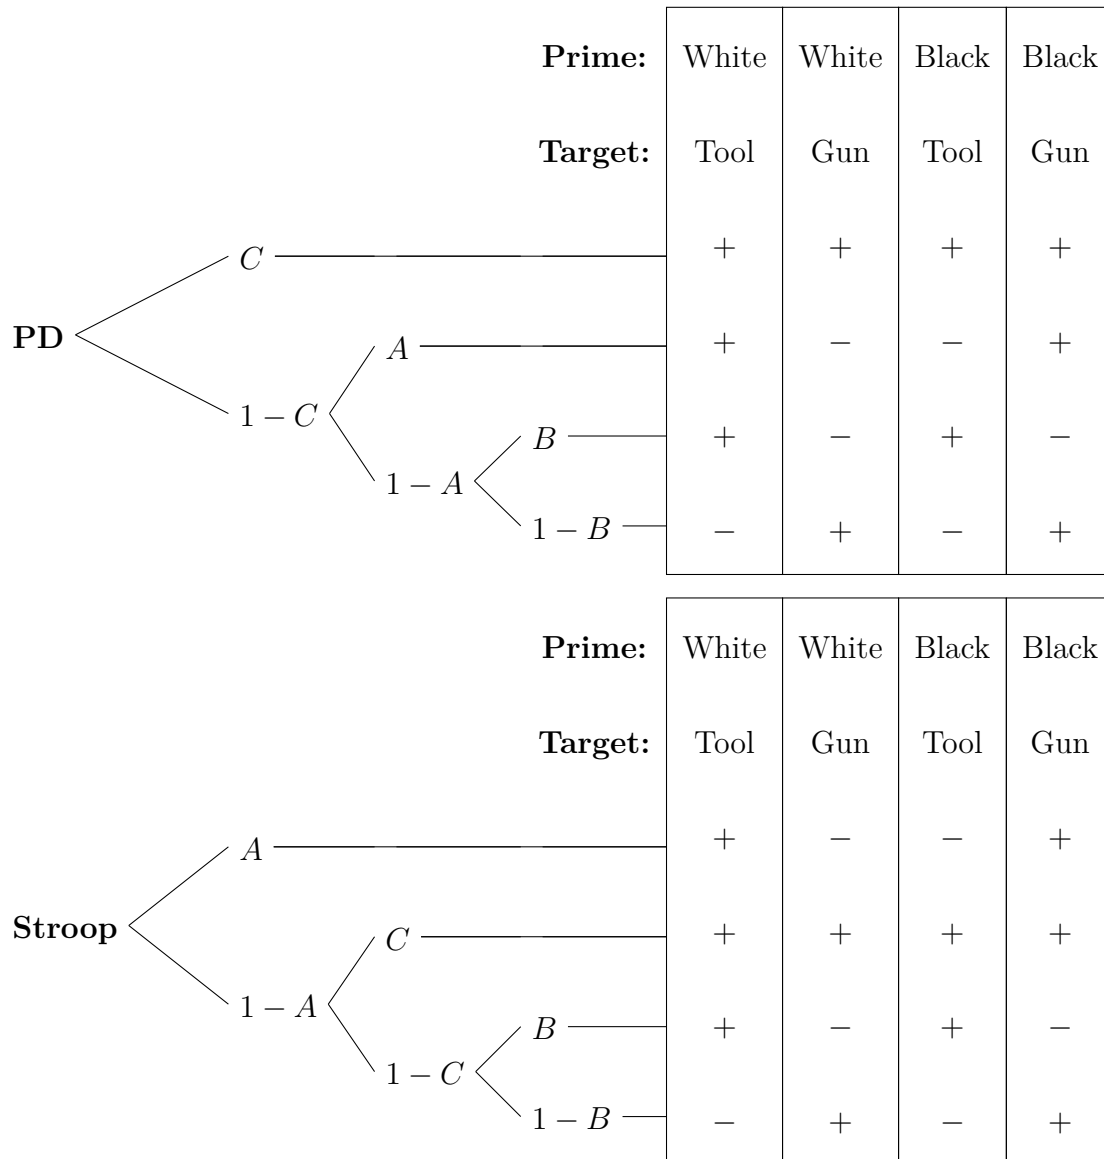 Prime: White White Black Black
Target: Tool Gun Tool Gun
C + + + +
PD
A + − − +
1 − C
B + − + −
1 − A
1 − B − + − +
Prime: White White Black Black
Target: Tool Gun Tool Gun
A + − − +
Stroop
C + + + +
1 − A
B + − + −
1 − C
1 − B − + − +